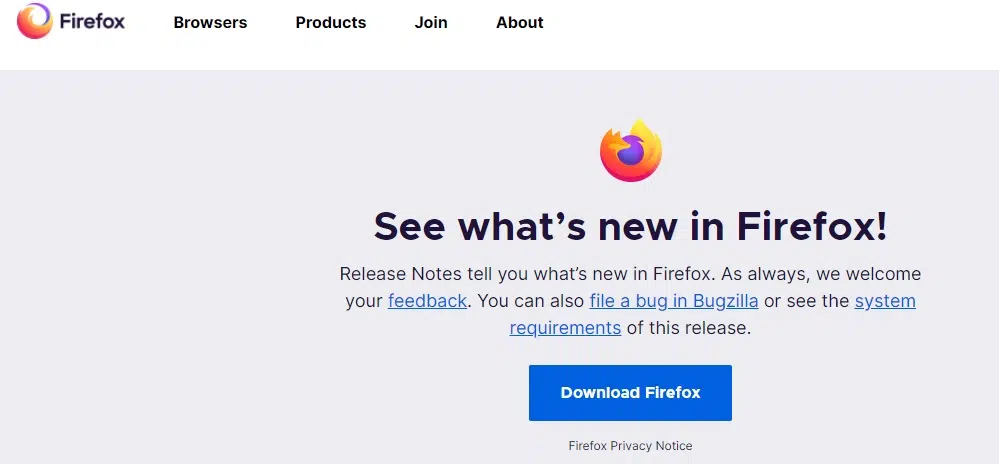 Firefox Browsers Products Join About
See what's new in Firefox!
Release Notes tell you what's new in Firefox. As always, we welcome
your feedback. You can also file a bug in Bugzilla or see the system
requirements of this release.
Download Firefox
Firefox Privacy Notice